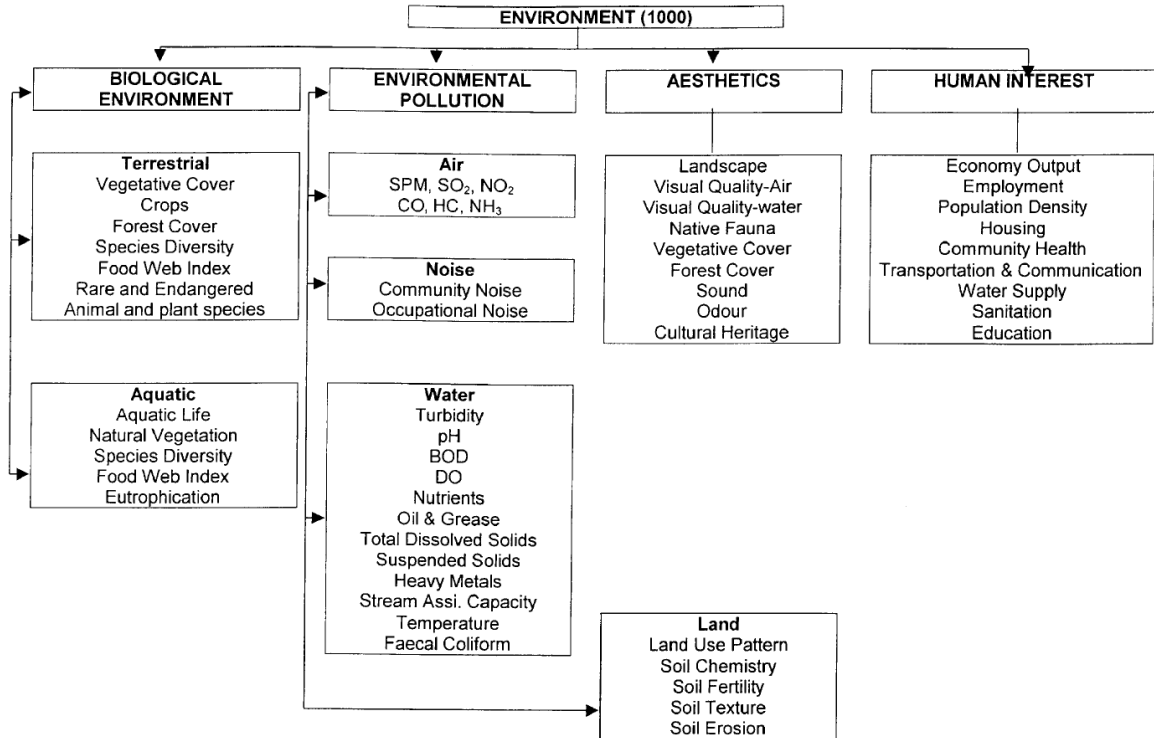 ENVIRONMENT (1000)
BIOLOGICAL
ENVIRONMENT
ENVIRONMENTAL
POLLUTION
AESTHETICS
HUMAN INTEREST
Terrestrial
Vegetative Cover
Crops
Forest Cover
Species Diversity
Food Web Index
Rare and Endangered
Animal and plant species
Air
SPM, SO₂, NO₂
CO, HC, NH₃
Noise
Community Noise
Occupational Noise
Landscape
Visual Quality-Air
Visual Quality-water
Native Fauna
Vegetative Cover
Forest Cover
Sound
Odour
Cultural Heritage
Economy Output
Employment
Population Density
Housing
Community Health
Transportation & Communication
Water Supply
Sanitation
Education
Aquatic
Aquatic Life
Natural Vegetation
Species Diversity
Food Web Index
Eutrophication
Water
Turbidity
pH
BOD
DO
Nutrients
Oil & Grease
Total Dissolved Solids
Suspended Solids
Heavy Metals
Stream Assi. Capacity
Temperature
Faecal Coliform
Land
Land Use Pattern
Soil Chemistry
Soil Fertility
Soil Texture
Soil Erosion